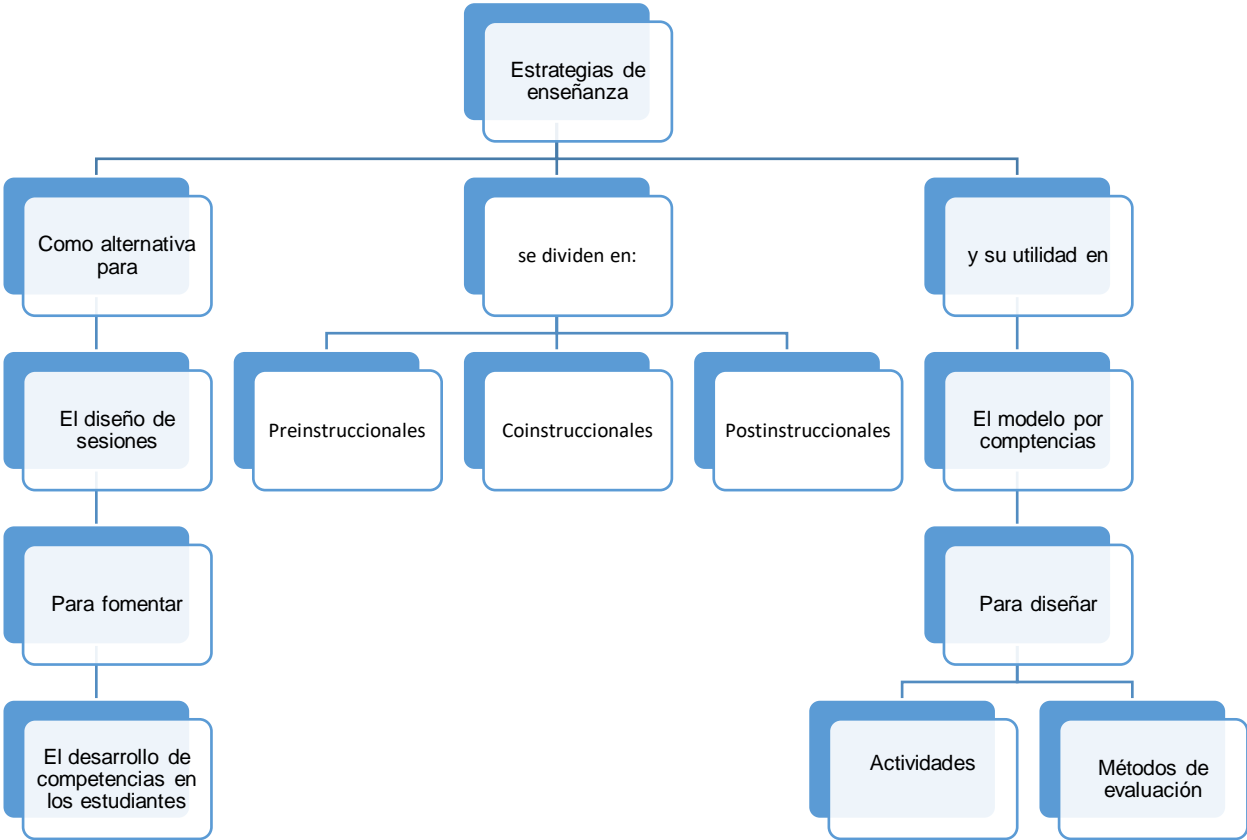 Estrategias de
enseñanza
Como alternativa
para
se dividen en:
y su utilidad en
El diseño de
sesiones
Preinstruccionales
Coinstruccionales
Postinstruccionales
El modelo por
comptencias
Para fomentar
Para diseñar
El desarrollo de
competencias en
los estudiantes
Actividades
Métodos de
evaluación